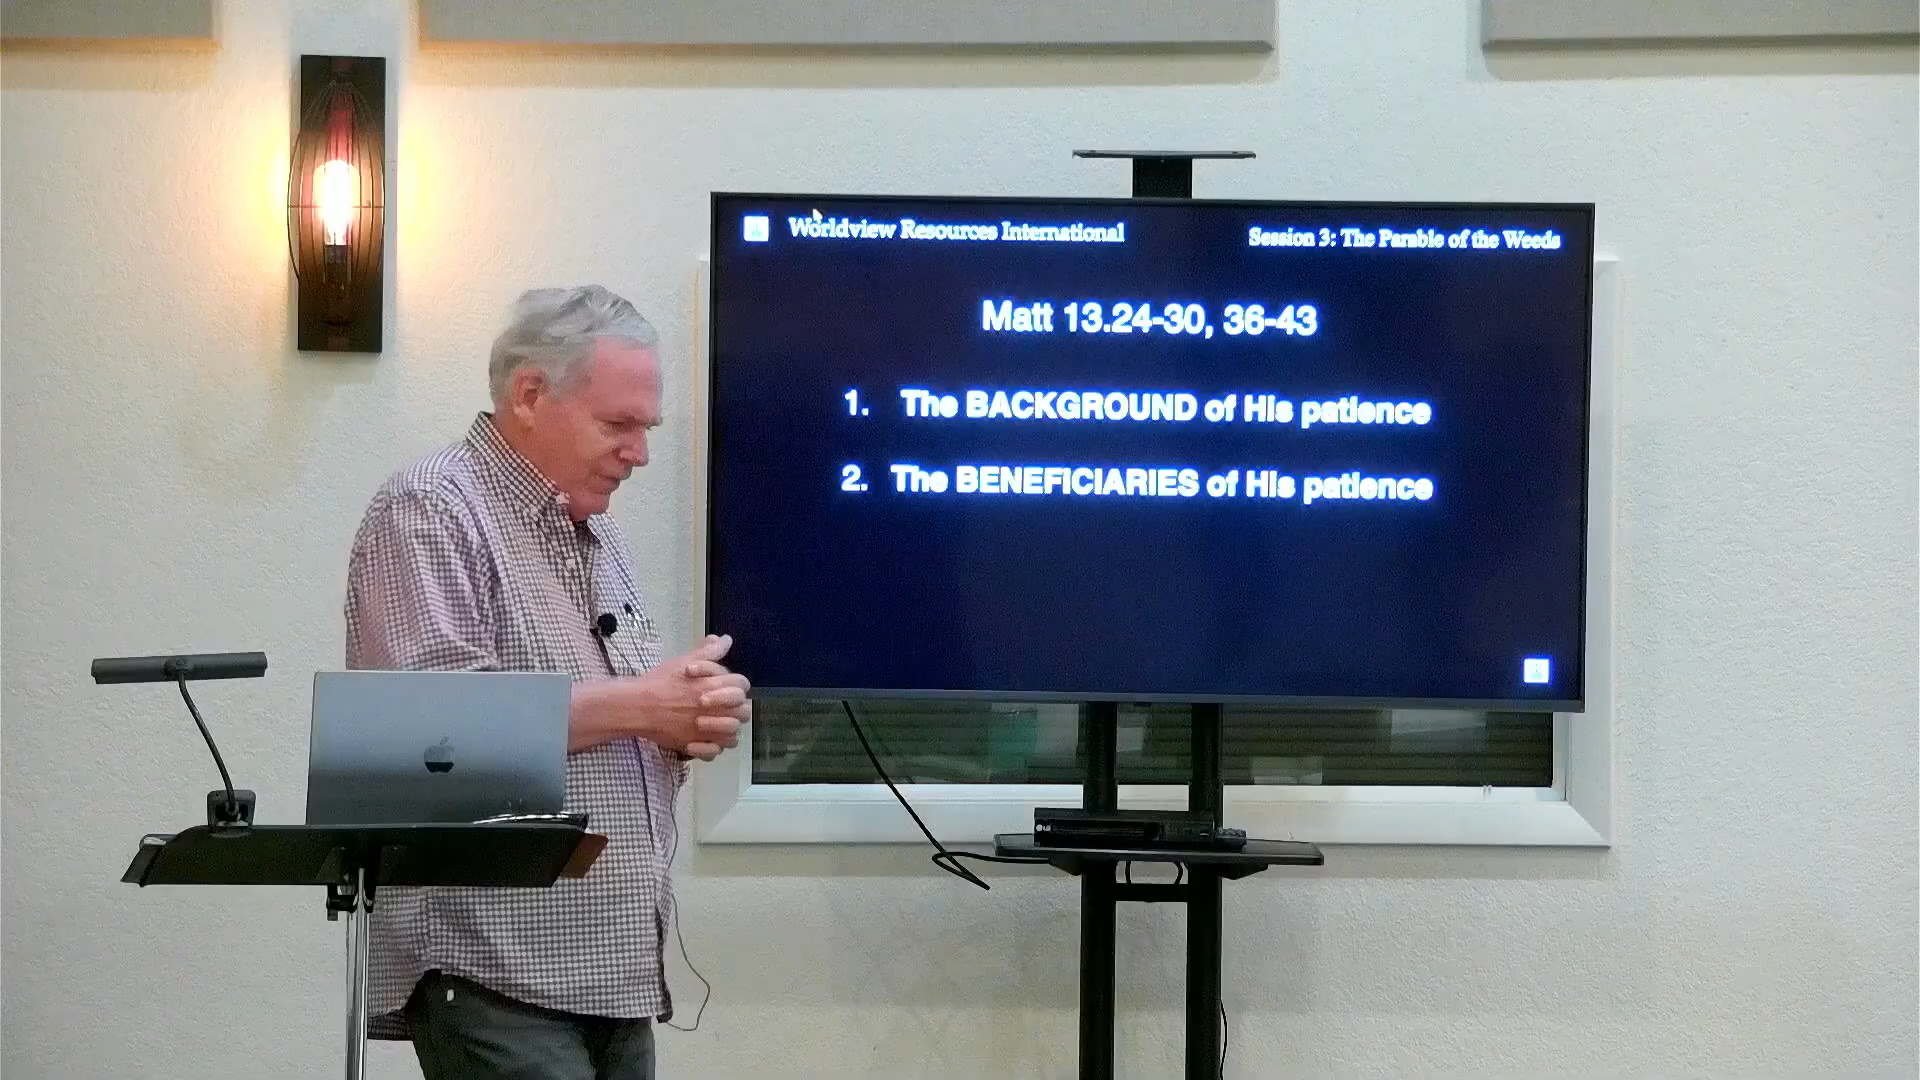 Worldview Resources International
Session 3: The Parable of the Weeds
Matt 13.24-30, 36-43
1. The BACKGROUND of His patience
2. The BENEFICIARIES of His patience